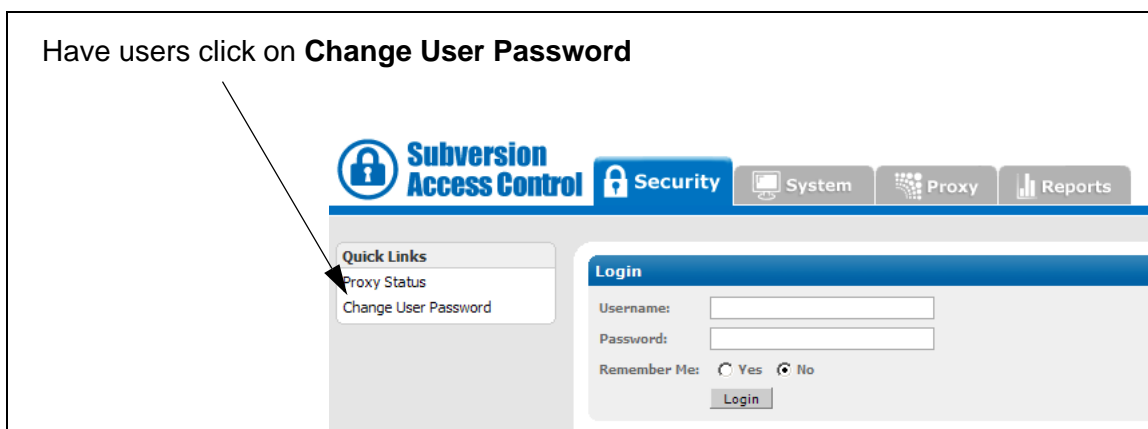 Have users click on Change User Password
Subversion
Access Control
Security
System
Proxy
Reports
Quick Links
Proxy Status
Change User Password
Login
Username:
Password:
Remember Me: Yes No
Login